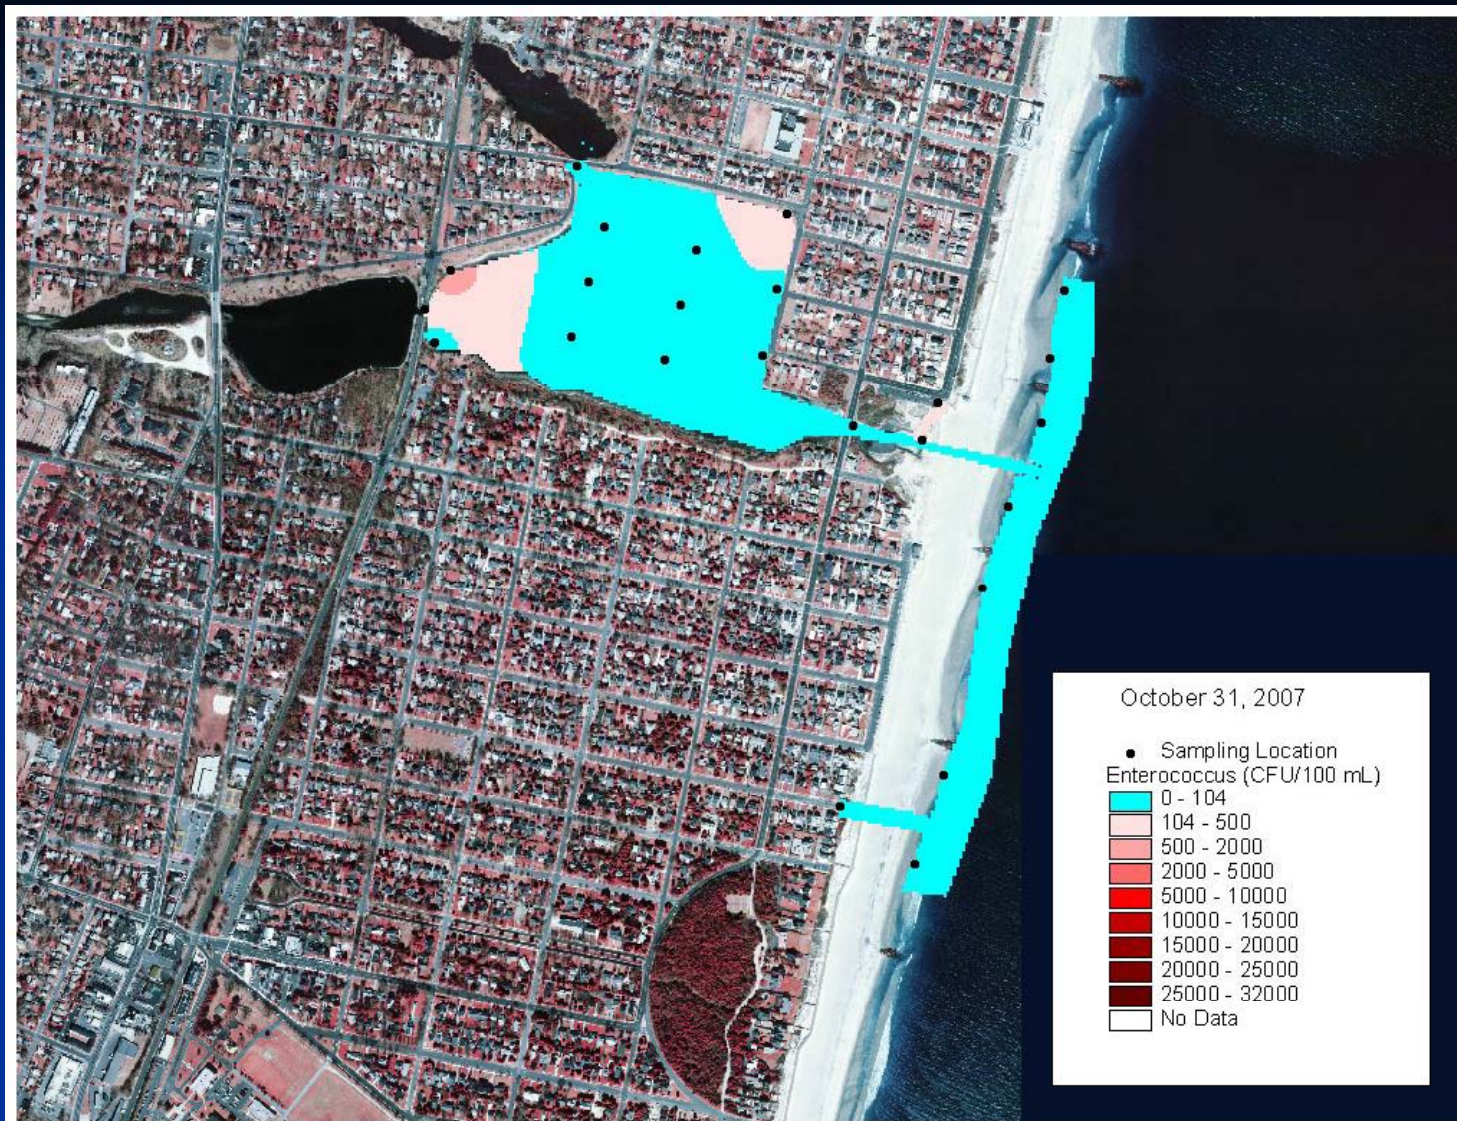 October 31, 2007
Sampling Location
Enterococcus (CFU/100 mL)
0 - 104
104 - 500
500 - 2000
2000 - 5000
5000 - 10000
10000 - 15000
15000 - 20000
20000 - 25000
25000 - 32000
No Data